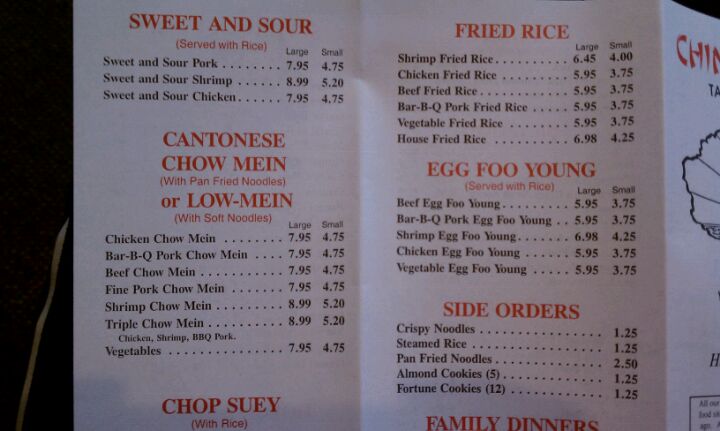 SWEET AND SOUR
(Served with Rice)
Large Small
Sweet and Sour Pork . . . . . . . . 7.95 4.75
Sweet and Sour Shrimp . . . . . . . 8.99 5.20
Sweet and Sour Chicken . . . . . . . 7.95 4.75
CANTONESE
CHOW MEIN
(With Pan Fried Noodles)
or LOW-MEIN
(With Soft Noodles)
Large Small
Chicken Chow Mein . . . . . . . . 7.95 4.75
Bar-B-Q Pork Chow Mein . . . . 7.95 4.75
Beef Chow Mein . . . . . . . . . . . 7.95 4.75
Fine Pork Chow Mein . . . . . . . 7.95 4.75
Shrimp Chow Mein . . . . . . . . . 8.99 5.20
Triple Chow Mein . . . . . . . . . . 8.99 5.20
Chicken, Shrimp, BBQ Pork.
Vegetables . . . . . . . . . . . . . . . 7.95 4.75
CHOP SUEY
(With Rice)
FRIED RICE
Large Small
Shrimp Fried Rice . . . . . . . . . . . 6.45 4.00
Chicken Fried Rice . . . . . . . . . . 5.95 3.75
Beef Fried Rice . . . . . . . . . . . . . 5.95 3.75
Bar-B-Q Pork Fried Rice . . . . . . 5.95 3.75
Vegetable Fried Rice . . . . . . . . . 5.95 3.75
House Fried Rice . . . . . . . . . . . 6.98 4.25
EGG FOO YOUNG
(Served with Rice)
Large Small
Beef Egg Foo Young . . . . . . . . . 5.95 3.75
Bar-B-Q Pork Egg Foo Young . . 5.95 3.75
Shrimp Egg Foo Young . . . . . . . 6.98 4.25
Chicken Egg Foo Young . . . . . . 5.95 3.75
Vegetable Egg Foo Young . . . . . 5.95 3.75
SIDE ORDERS
Crispy Noodles . . . . . . . . . . . . . . . . . 1.25
Steamed Rice . . . . . . . . . . . . . . . . . . 1.25
Pan Fried Noodles . . . . . . . . . . . . . . . 2.50
Almond Cookies (5) . . . . . . . . . . . . . . 1.25
Fortune Cookies (12) . . . . . . . . . . . . . 1.25
FAMILY DINNERS
CHIN
TA
H
All our
food
ago.